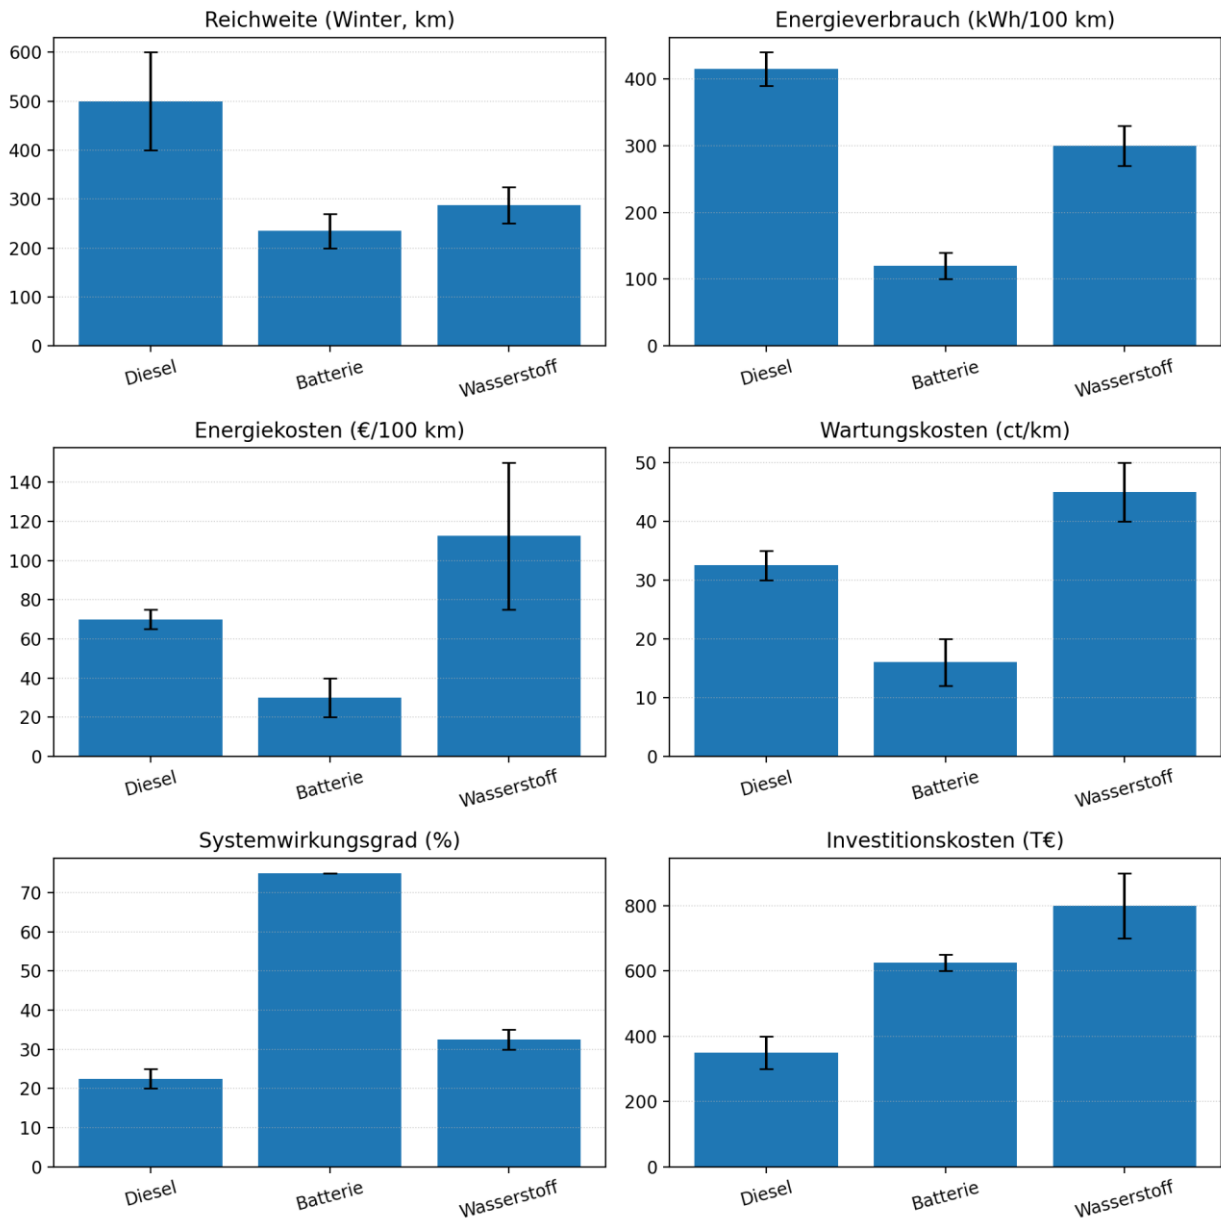 Reichweite (Winter, km)
600
500
400
300
200
100
0
Diesel
Batterie
Wasserstoff
Energieverbrauch (kWh/100 km)
400
300
200
100
0
Diesel
Batterie
Wasserstoff
Energiekosten (€/100 km)
140
120
100
80
60
40
20
0
Diesel
Batterie
Wasserstoff
Wartungskosten (ct/km)
50
40
30
20
10
0
Diesel
Batterie
Wasserstoff
Systemwirkungsgrad (%)
70
60
50
40
30
20
10
0
Diesel
Batterie
Wasserstoff
Investitionskosten (T€)
800
600
400
200
0
Diesel
Batterie
Wasserstoff